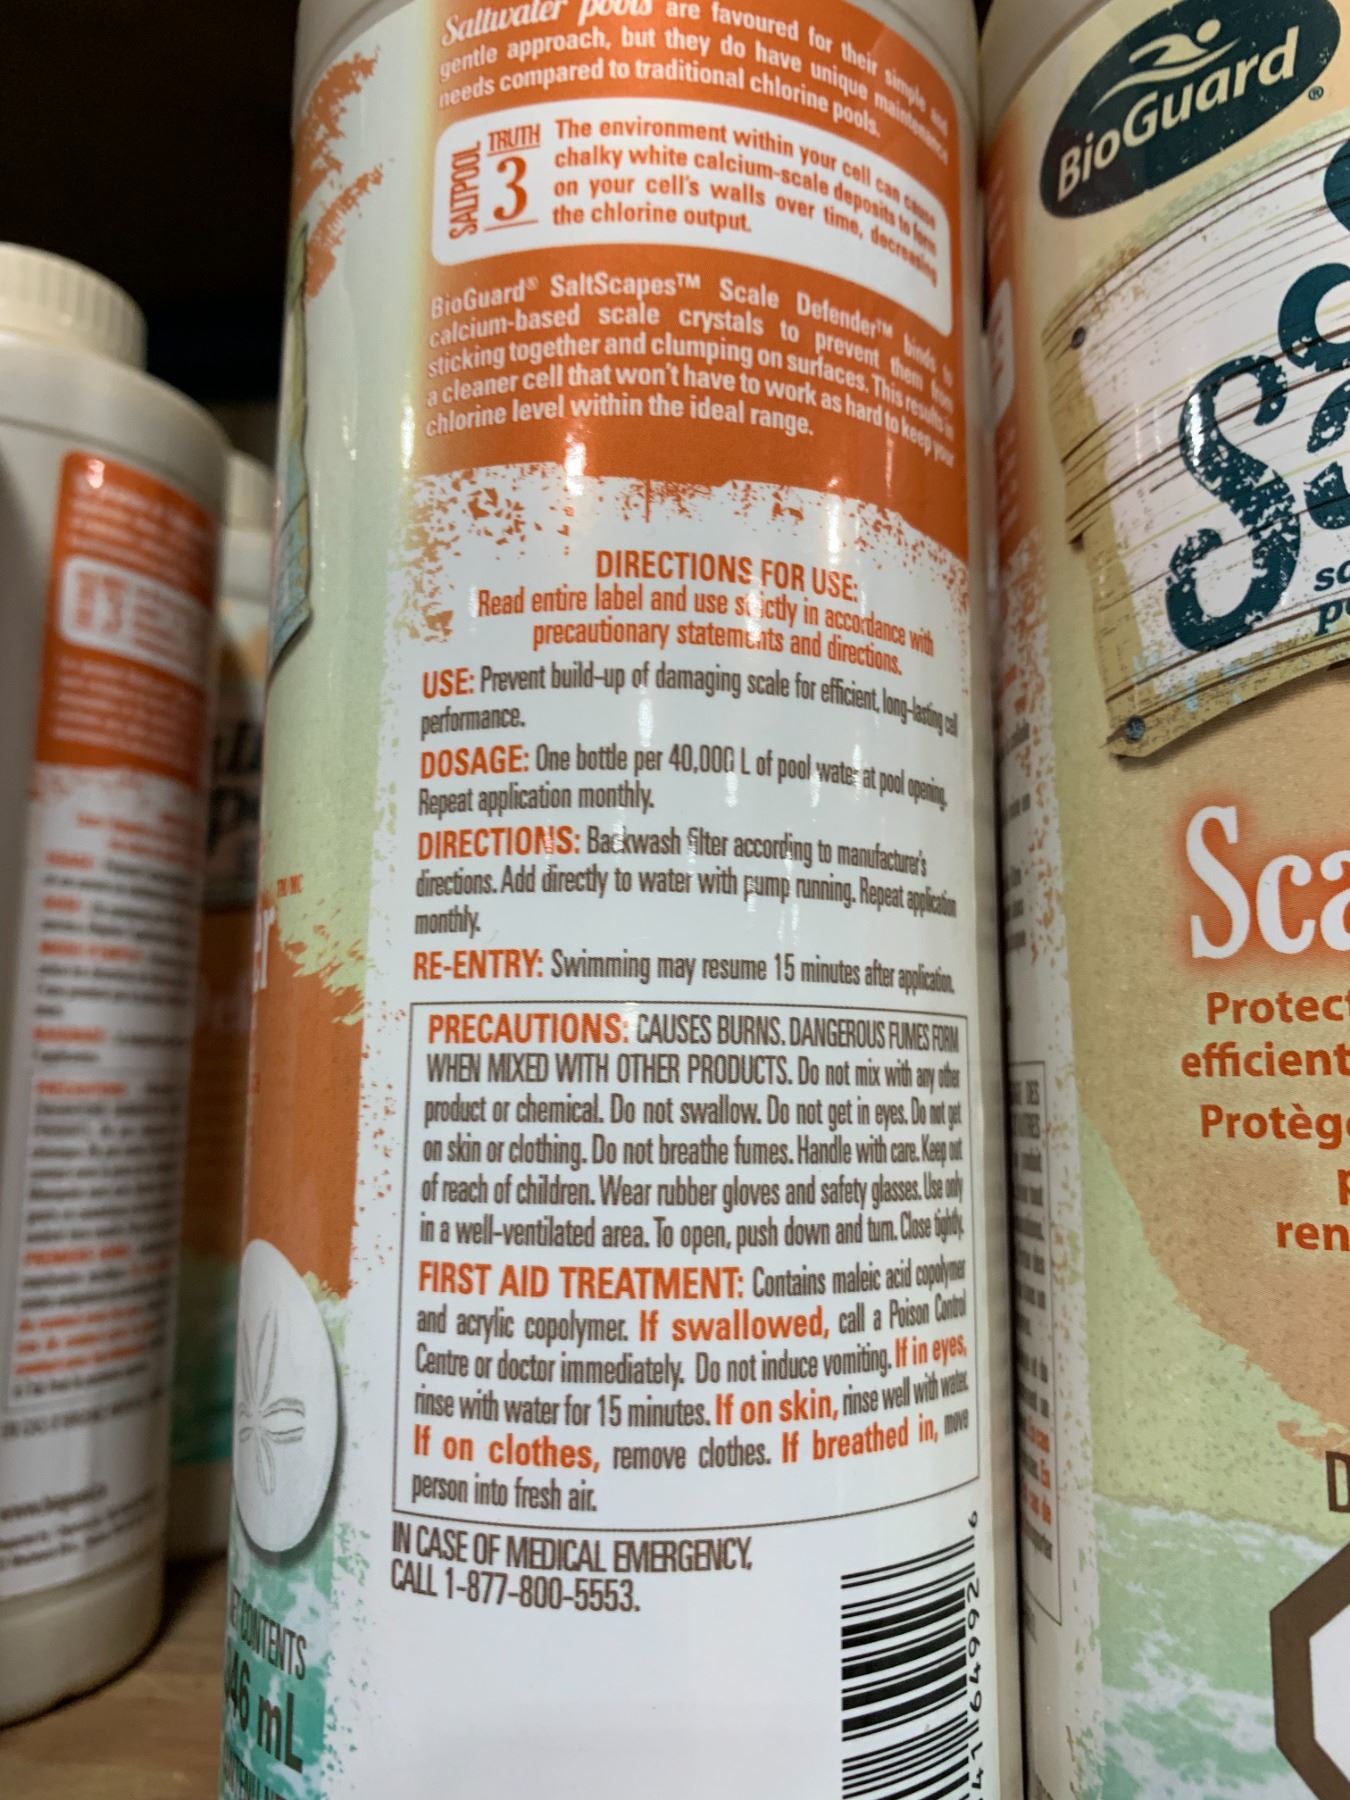 Saltwater pools are favoured for their simple and
gentle approach, but they do have unique maintenance
needs compared to traditional chlorine pools.
SALTPOOL
TRUTH
3
The environment within your cell can cause
chalky white calcium-scale deposits to form
on your cell's walls over time, decreasing
the chlorine output.
BioGuard® SaltScapes™ Scale Defender™ binds to
calcium-based scale crystals to prevent them from
sticking together and clumping on surfaces. This results in
a cleaner cell that won't have to work as hard to keep your
chlorine level within the ideal range.
DIRECTIONS FOR USE:
Read entire label and use strictly in accordance with
precautionary statements and directions.
USE: Prevent build-up of damaging scale for efficient, long-lasting cell
performance.
DOSAGE: One bottle per 40,000 L of pool water at pool opening.
Repeat application monthly.
DIRECTIONS: Backwash filter according to manufacturer's
directions. Add directly to water with pump running. Repeat application
monthly.
RE-ENTRY: Swimming may resume 15 minutes after application.
PRECAUTIONS: CAUSES BURNS. DANGEROUS FUMES FORM
WHEN MIXED WITH OTHER PRODUCTS. Do not mix with any other
product or chemical. Do not swallow. Do not get in eyes. Do not get
on skin or clothing. Do not breathe fumes. Handle with care. Keep out
of reach of children. Wear rubber gloves and safety glasses. Use only
in a well-ventilated area. To open, push down and turn. Close tightly.
FIRST AID TREATMENT: Contains maleic acid copolymer
and acrylic copolymer. If swallowed, call a Poison Control
Centre or doctor immediately. Do not induce vomiting. If in eyes,
rinse with water for 15 minutes. If on skin, rinse well with water.
If on clothes, remove clothes. If breathed in, move
person into fresh air.
IN CASE OF MEDICAL EMERGENCY,
CALL 1-877-800-5553.
CONTENTS
46 mL
BioGuard®
Sca
Protect
efficient
Protège
ren